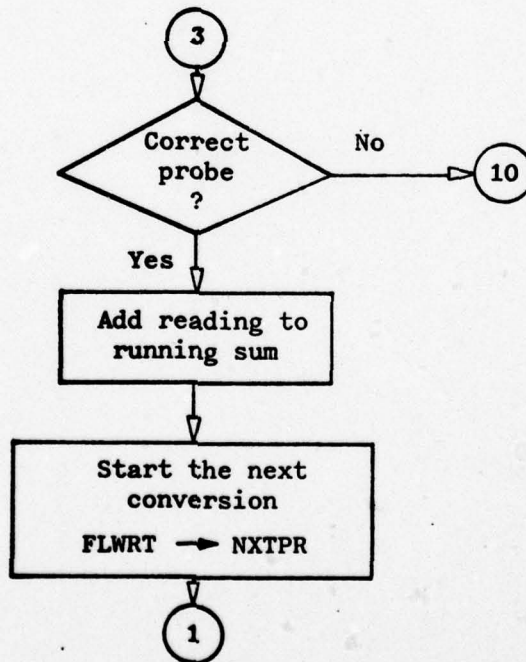 3
Correct
probe
?
No
10
Yes
Add reading to
running sum
Start the next
conversion
FLWRT → NXTPR
1